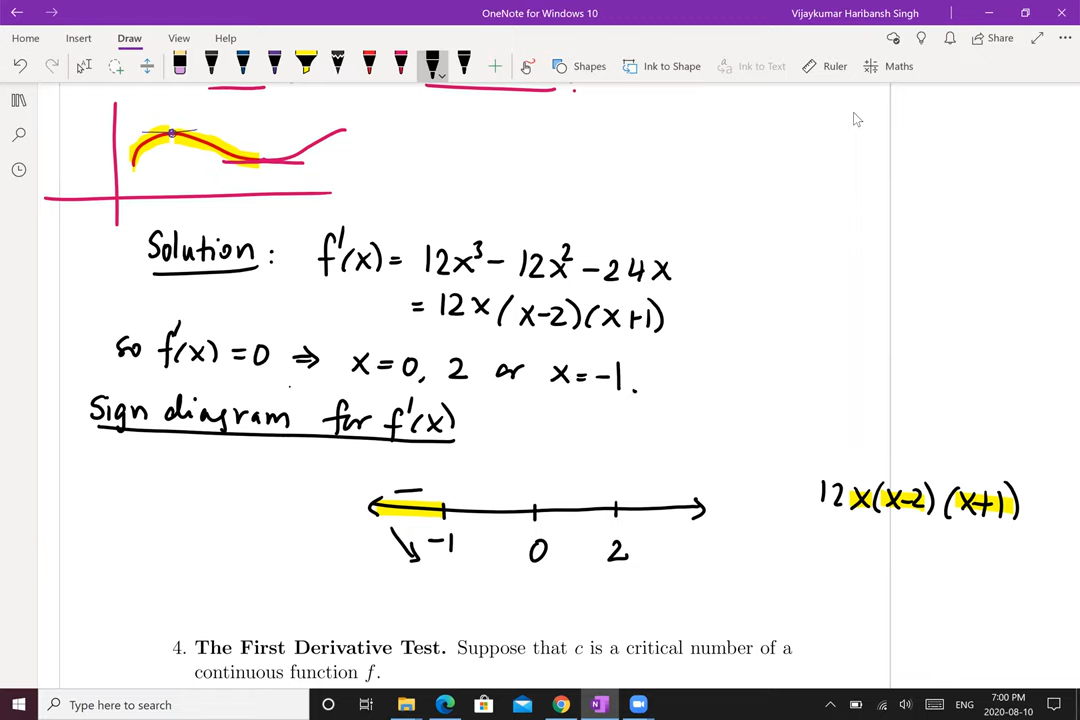 OneNote for Windows 10
Vijaykumar Haribansh Singh
Home Insert Draw View Help
Share
Shapes Ink to Shape Ink to Text Ruler Maths
Solution : f'(x) = 12x³ - 12x² - 24x
= 12x (x-2)(x+1)
so f'(x) = 0 ⇒ x = 0, 2 or x = -1.
Sign diagram for f'(x)
12x(x-2)(x+1)
−
-1 0 2
4. The First Derivative Test. Suppose that c is a critical number of a
continuous function f.
Type here to search
ENG
7:00 PM
2020-08-10